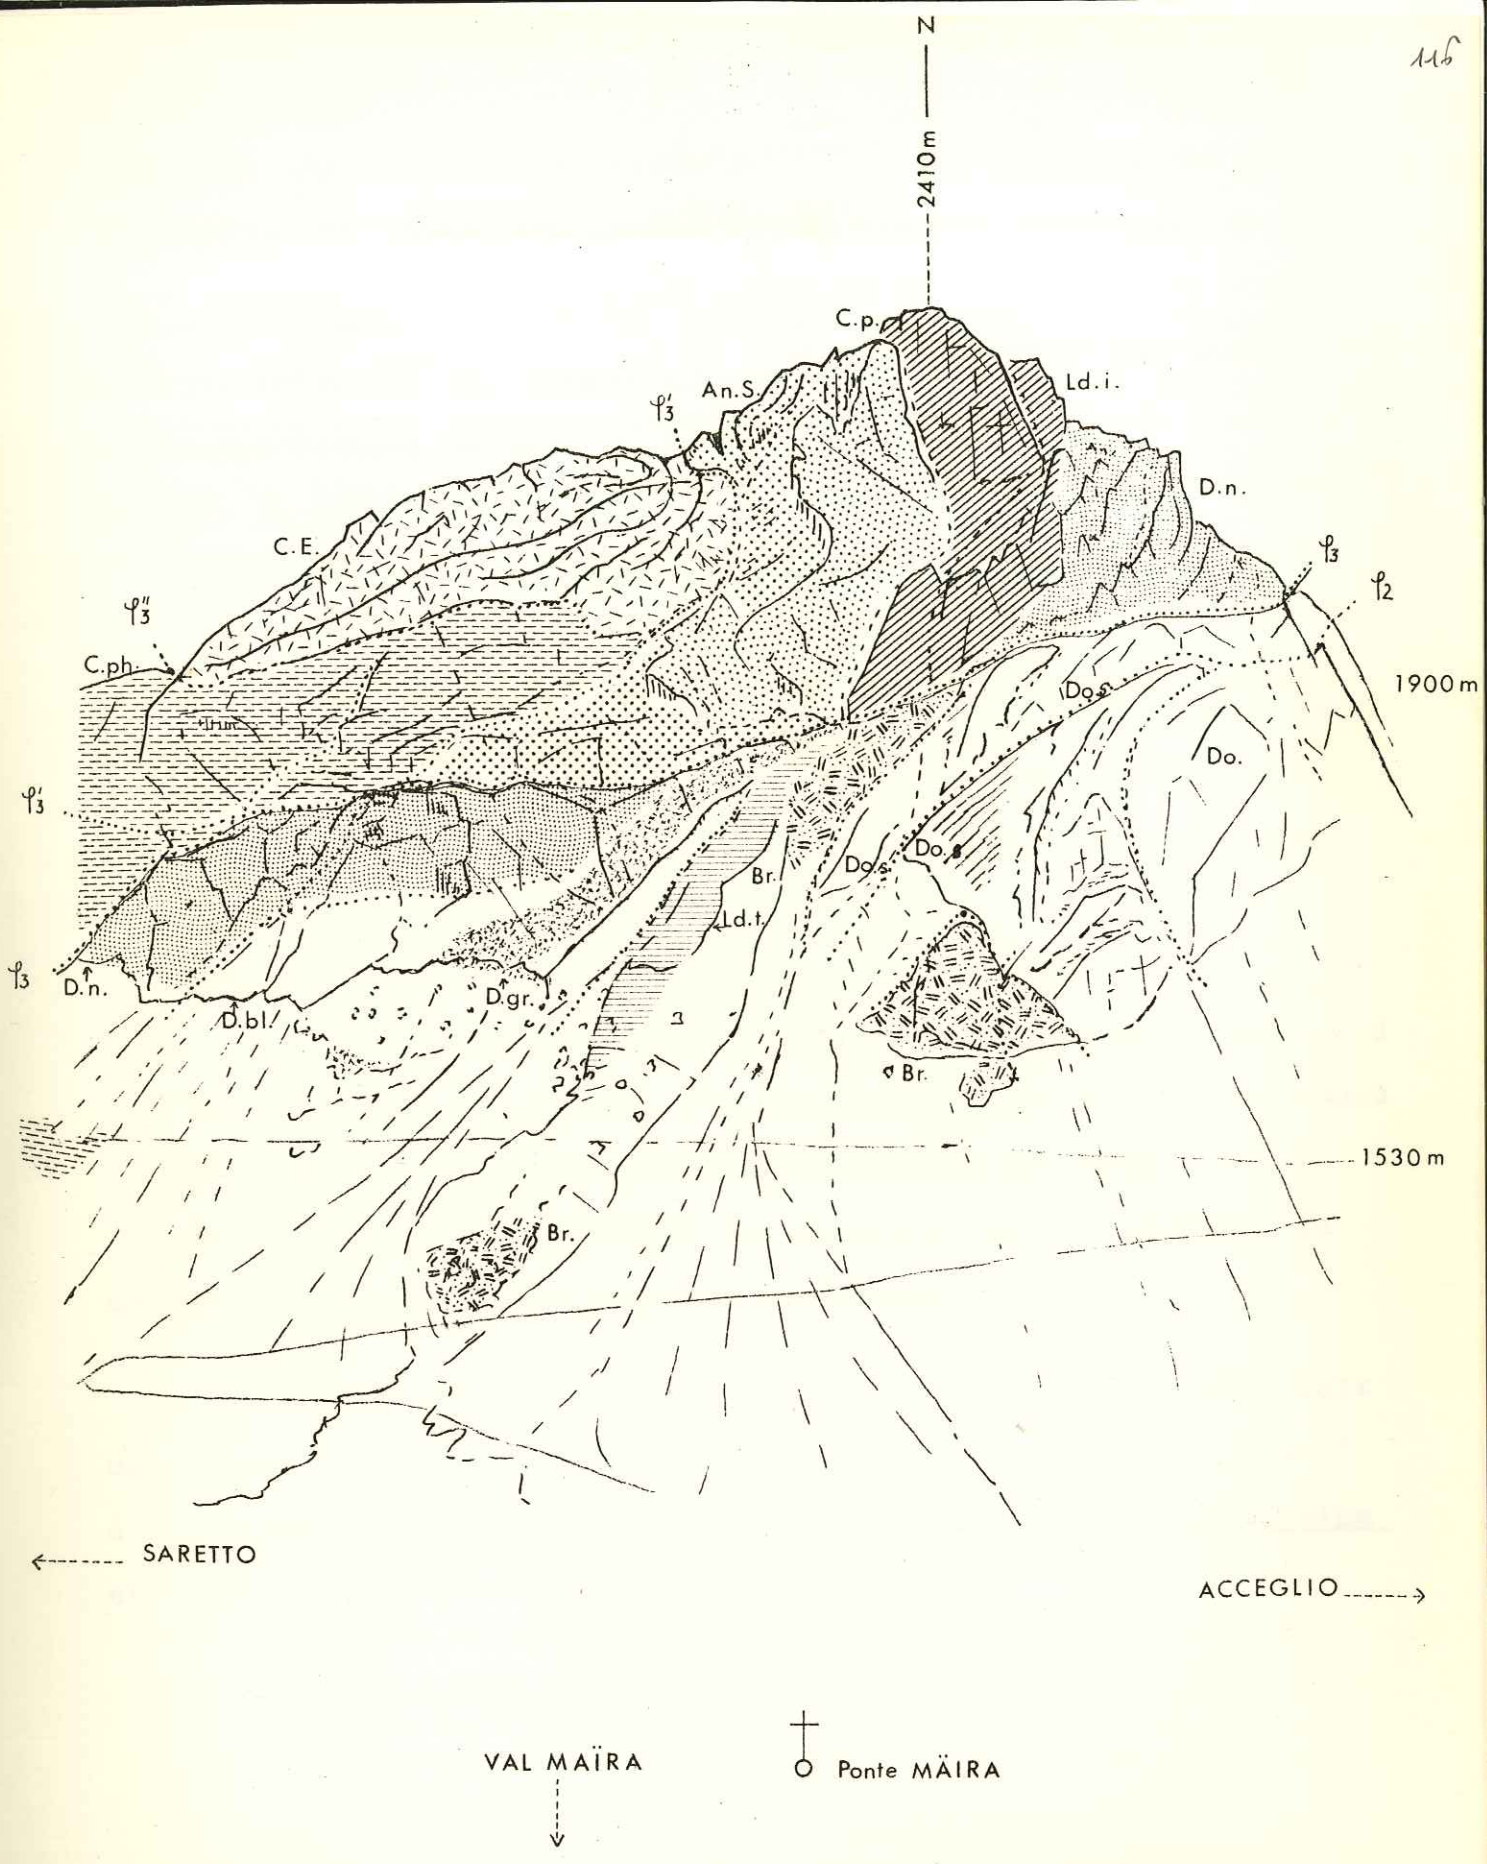 N
116
2410m
C.p.
Ld.i.
An.S.
φ'3
D.n.
C.E.
φ3
φ2
φ"3
C.ph.
1900m
Do.s
Do.
φ'3
Do.s
Do.s
Br.
Ld.t.
φ3
D.n.
D.gr.
D.bl.
Br.
1530m
Br.
SARETTO
ACCEGLIO
VAL MAÏRA
Ponte MÄIRA